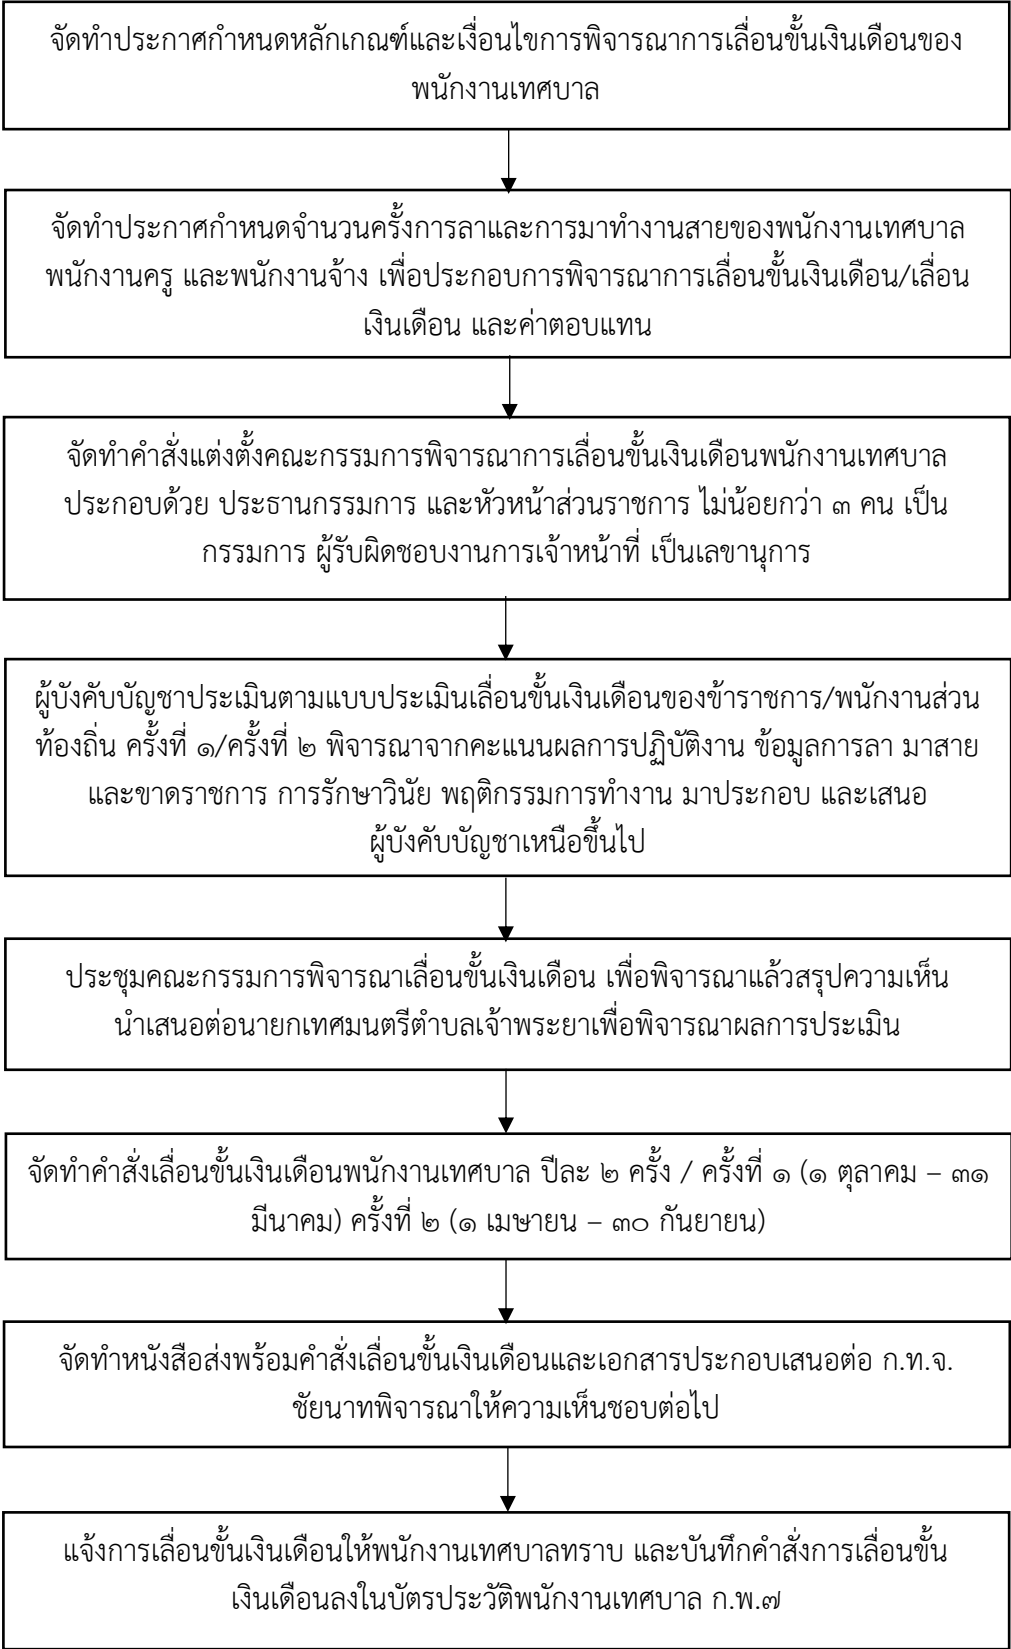 จัดทำประกาศกำหนดหลักเกณฑ์และเงื่อนไขการพิจารณาการเลื่อนขั้นเงินเดือนของ
พนักงานเทศบาล
จัดทำประกาศกำหนดจำนวนครั้งการลาและการมาทำงานสายของพนักงานเทศบาล
พนักงานครู และพนักงานจ้าง เพื่อประกอบการพิจารณาการเลื่อนขั้นเงินเดือน/เลื่อน
เงินเดือน และค่าตอบแทน
จัดทำคำสั่งแต่งตั้งคณะกรรมการพิจารณาการเลื่อนขั้นเงินเดือนพนักงานเทศบาล
ประกอบด้วย ประธานกรรมการ และหัวหน้าส่วนราชการ ไม่น้อยกว่า ๓ คน เป็น
กรรมการ ผู้รับผิดชอบงานการเจ้าหน้าที่ เป็นเลขานุการ
ผู้บังคับบัญชาประเมินตามแบบประเมินเลื่อนขั้นเงินเดือนของข้าราชการ/พนักงานส่วน
ท้องถิ่น ครั้งที่ ๑/ครั้งที่ ๒ พิจารณาจากคะแนนผลการปฏิบัติงาน ข้อมูลการลา มาสาย
และขาดราชการ การรักษาวินัย พฤติกรรมการทำงาน มาประกอบ และเสนอ
ผู้บังคับบัญชาเหนือขึ้นไป
ประชุมคณะกรรมการพิจารณาเลื่อนขั้นเงินเดือน เพื่อพิจารณาแล้วสรุปความเห็น
นำเสนอต่อนายกเทศมนตรีตำบลเจ้าพระยาเพื่อพิจารณาผลการประเมิน
จัดทำคำสั่งเลื่อนขั้นเงินเดือนพนักงานเทศบาล ปีละ ๒ ครั้ง / ครั้งที่ ๑ (๑ ตุลาคม – ๓๑
มีนาคม) ครั้งที่ ๒ (๑ เมษายน – ๓๐ กันยายน)
จัดทำหนังสือส่งพร้อมคำสั่งเลื่อนขั้นเงินเดือนและเอกสารประกอบเสนอต่อ ก.ท.จ.
ชัยนาทพิจารณาให้ความเห็นชอบต่อไป
แจ้งการเลื่อนขั้นเงินเดือนให้พนักงานเทศบาลทราบ และบันทึกคำสั่งการเลื่อนขั้น
เงินเดือนลงในบัตรประวัติพนักงานเทศบาล ก.พ.๗